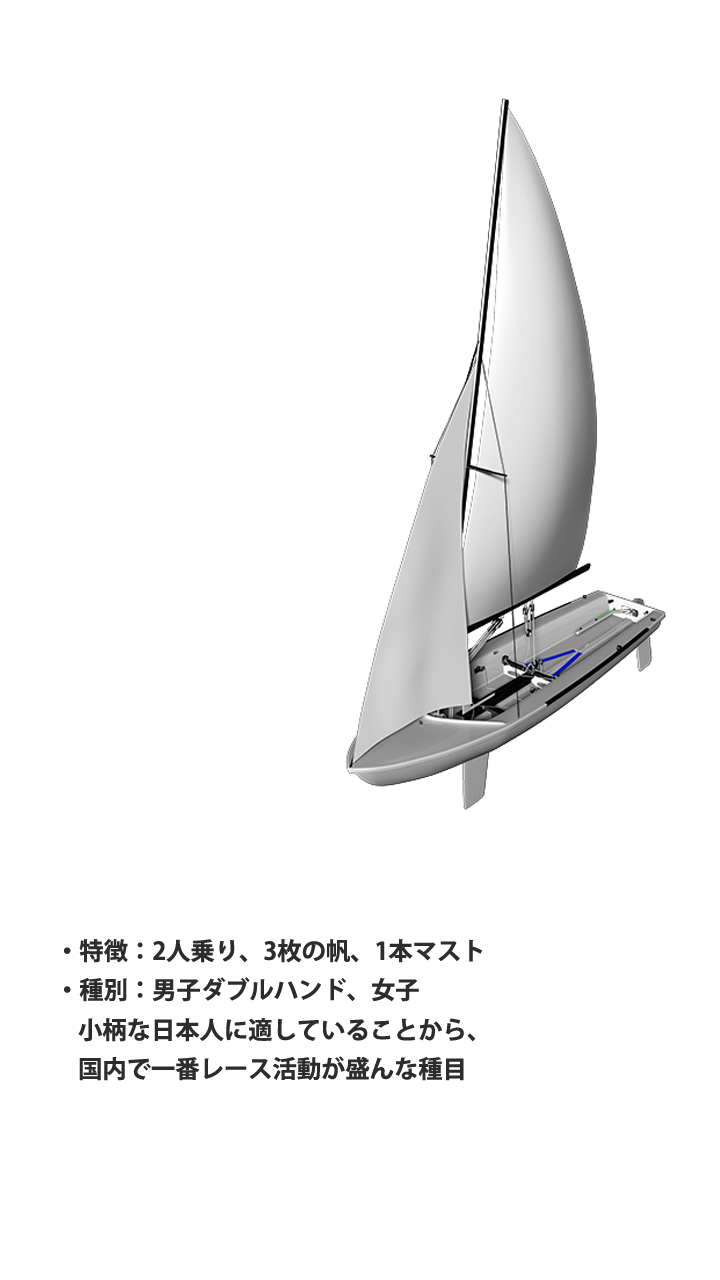 ・特徴：2人乗り、3枚の帆、1本マスト
・種別：男子ダブルハンド、女子
小柄な日本人に適していることから、
国内で一番レース活動が盛んな種目